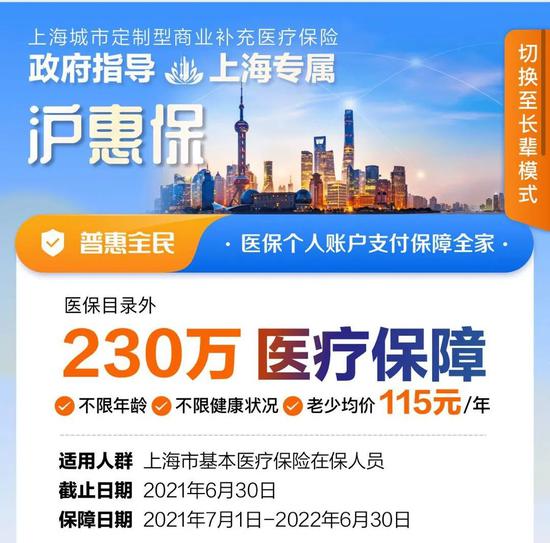 上海城市定制型商业补充医疗保险
政府指导 上海专属
沪惠保
切换至长辈模式
普惠全民 · 医保个人账户支付保障全家 ·
医保目录外
230万 医疗保障
不限年龄 不限健康状况 老少均价 115元/年
适用人群 上海市基本医疗保险在保人员
截止日期 2021年6月30日
保障日期 2021年7月1日-2022年6月30日